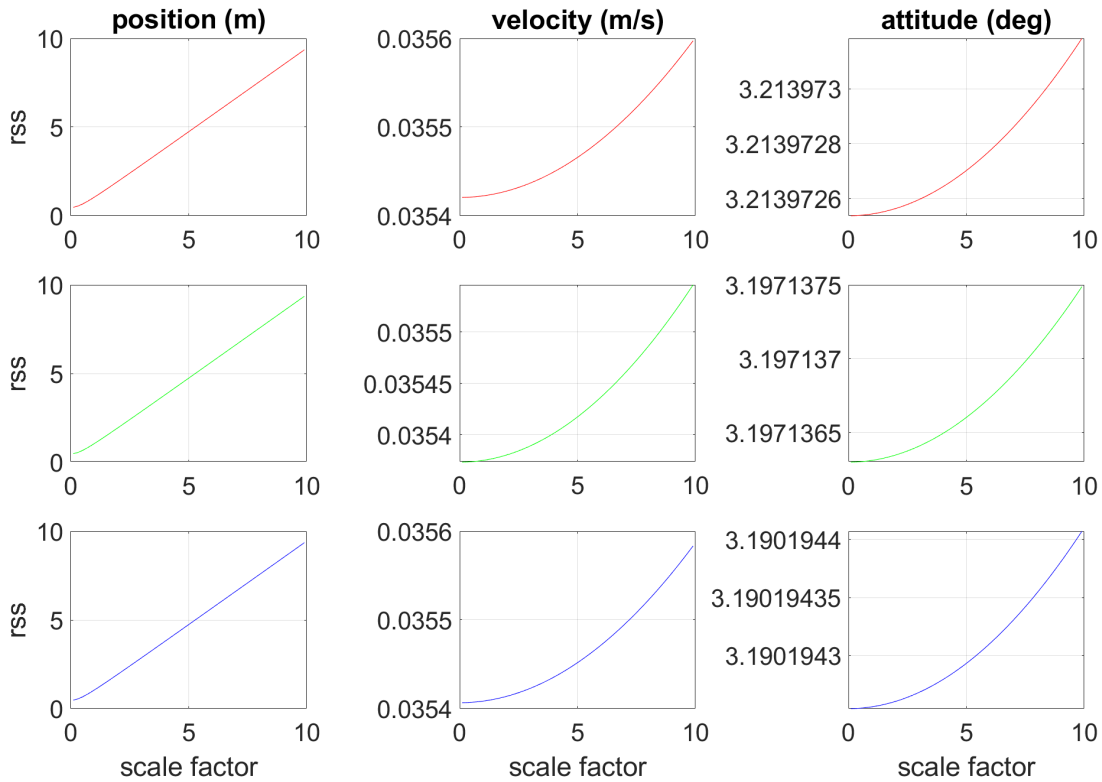 position (m) velocity (m/s) attitude (deg)
10 0.0356
3.213973
rss 5 0.0355 3.2139728
3.2139726
0 0.0354
0 5 10 0 5 10 0 5 10
10 3.1971375
0.0355
rss 5 0.03545 3.197137
0.0354 3.1971365
0
0 5 10 0 5 10 0 5 10
10 0.0356 3.1901944
rss 5 0.0355 3.19019435
3.1901943
0 0.0354
0 5 10 0 5 10 0 5 10
scale factor scale factor scale factor